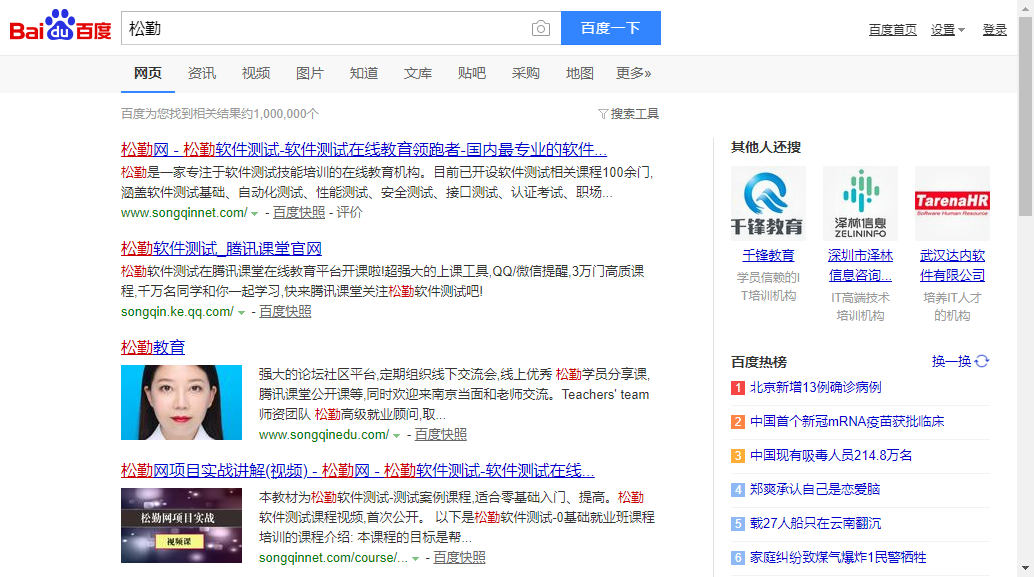 Bai du 百度
松勤
百度一下
百度首页 设置 登录
网页 资讯 视频 图片 知道 文库 贴吧 采购 地图 更多»
百度为您找到相关结果约1,000,000个
搜索工具
松勤网 - 松勤软件测试-软件测试在线教育领跑者-国内最专业的软件...
松勤是一家专注于软件测试技能培训的在线教育机构。目前已开设软件测试相关课程100余门,
涵盖软件测试基础、自动化测试、性能测试、安全测试、接口测试、认证考试、职场...
www.songqinnet.com/ - 百度快照 - 评价
松勤软件测试_腾讯课堂官网
松勤软件测试在腾讯课堂在线教育平台开课啦!超强大的上课工具,QQ/微信提醒,3万门高质课
程,千万名同学和你一起学习,快来腾讯课堂关注松勤软件测试吧!
songqin.ke.qq.com/ - 百度快照
松勤教育
强大的论坛社区平台,定期组织线下交流会,线上优秀 松勤学员分享课,
腾讯课堂公开课等,同时欢迎来南京当面和老师交流。Teachers' team
师资团队 松勤高级就业顾问,取...
www.songqinedu.com/ - 百度快照
松勤网项目实战讲解(视频) - 松勤网 - 松勤软件测试-软件测试在线...
松勤网项目实战
视频课
本教材为松勤软件测试-测试案例课程,适合零基础入门、提高。松勤
软件测试课程视频,首次公开。 以下是松勤软件测试-0基础就业班课程
培训的课程介绍: 本课程的目标是帮...
songqinnet.com/course/... - 百度快照
其他人还搜
千锋教育
泽林信息
ZELININFO
TarenaHR
Software Human Resource
千锋教育
学员信赖的I
T培训机构
深圳市泽林
信息咨询...
IT高端技术
培训机构
武汉达内软
件有限公司
培养IT人才
的机构
百度热榜
换一换
1 北京新增13例确诊病例
2 中国首个新冠mRNA疫苗获批临床
3 中国现有吸毒人员214.8万名
4 郑爽承认自己是恋爱脑
5 载27人船只在云南翻沉
6 家庭纠纷致煤气爆炸1民警牺牲